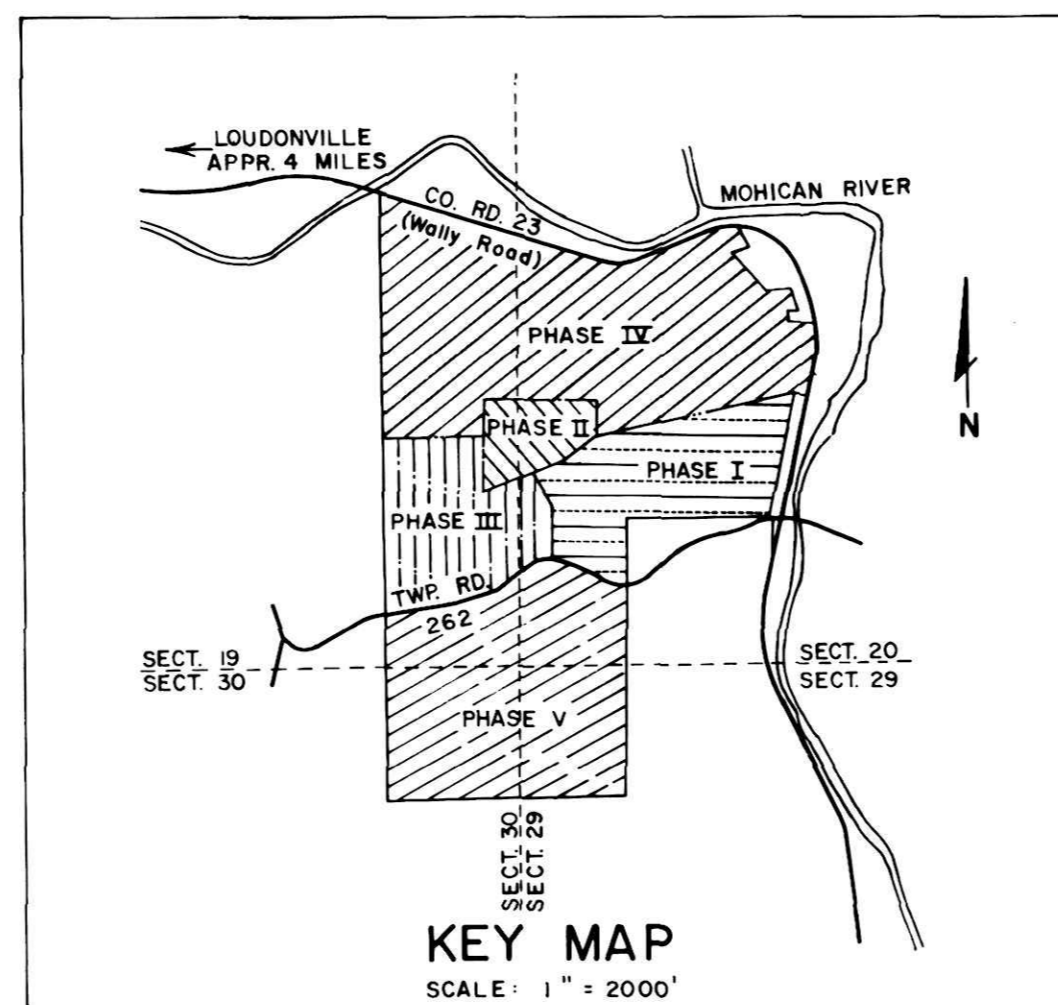 LOUDONVILLE
APPR. 4 MILES
MOHICAN RIVER
CO. RD. 23
(Wally Road)
PHASE IV
PHASE II
PHASE I
N
PHASE III
TWP. RD.
262
SECT. 19
SECT. 30
SECT. 20
SECT. 29
PHASE V
SECT. 30
SECT. 29
KEY MAP
SCALE: 1" = 2000'